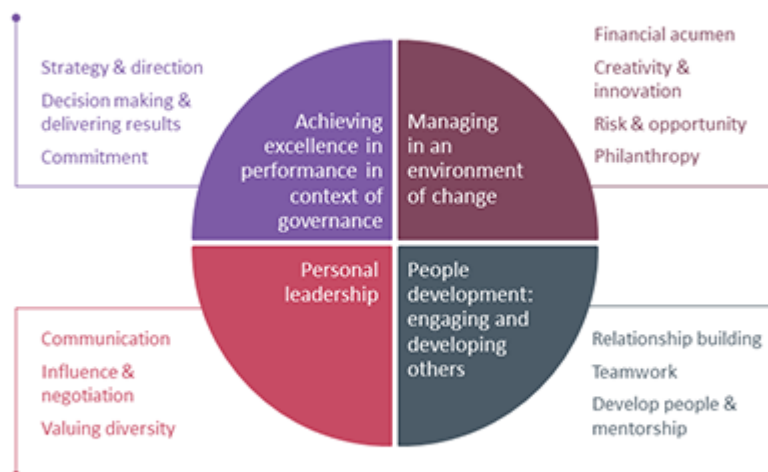 Strategy & direction
Decision making &
delivering results
Commitment
Achieving
excellence in
performance in
context of
governance
Managing
in an
environment
of change
Financial acumen
Creativity &
innovation
Risk & opportunity
Philanthropy
Personal
leadership
Communication
Influence &
negotiation
Valuing diversity
People
development:
engaging and
developing
others
Relationship building
Teamwork
Develop people &
mentorship